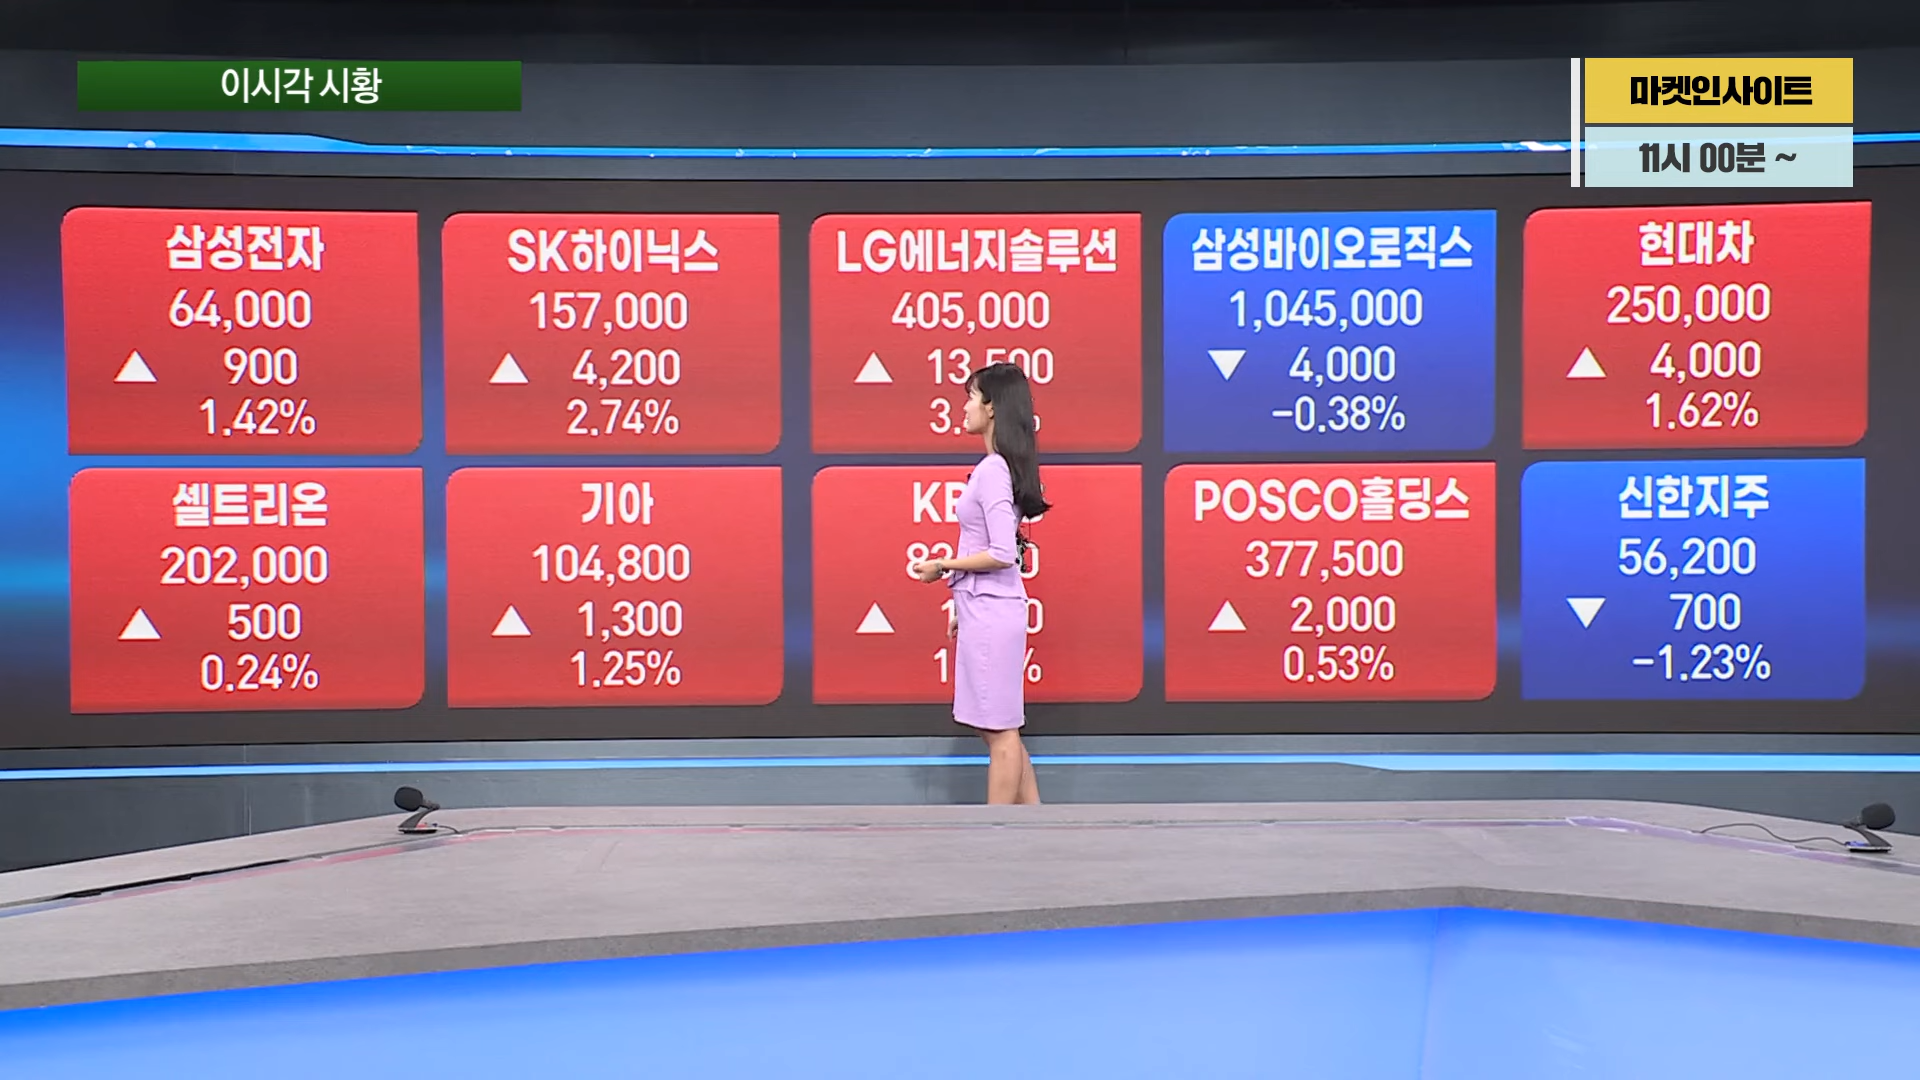 이시각 시황
마켓인사이트
11시 00분 ~
삼성전자
64,000
▲ 900
1.42%
SK하이닉스
157,000
▲ 4,200
2.74%
LG에너지솔루션
405,000
▲
삼성바이오로직스
1,045,000
▼ 4,000
-0.38%
현대차
250,000
▲ 4,000
1.62%
셀트리온
202,000
▲ 500
0.24%
기아
104,800
▲ 1,300
1.25%
▲
POSCO홀딩스
377,500
▲ 2,000
0.53%
신한지주
56,200
▼ 700
-1.23%